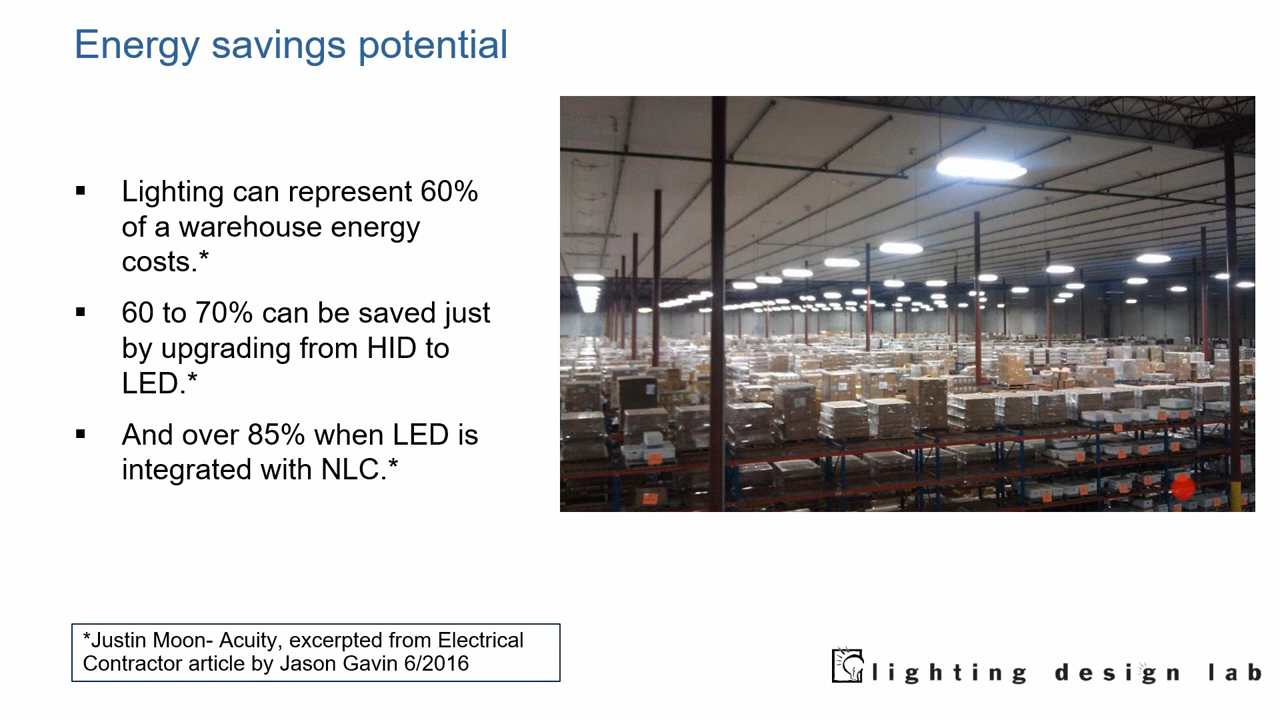 Energy savings potential
▪ Lighting can represent 60%
of a warehouse energy
costs.*
▪ 60 to 70% can be saved just
by upgrading from HID to
LED.*
▪ And over 85% when LED is
integrated with NLC.*
*Justin Moon- Acuity, excerpted from Electrical
Contractor article by Jason Gavin 6/2016
lighting design lab